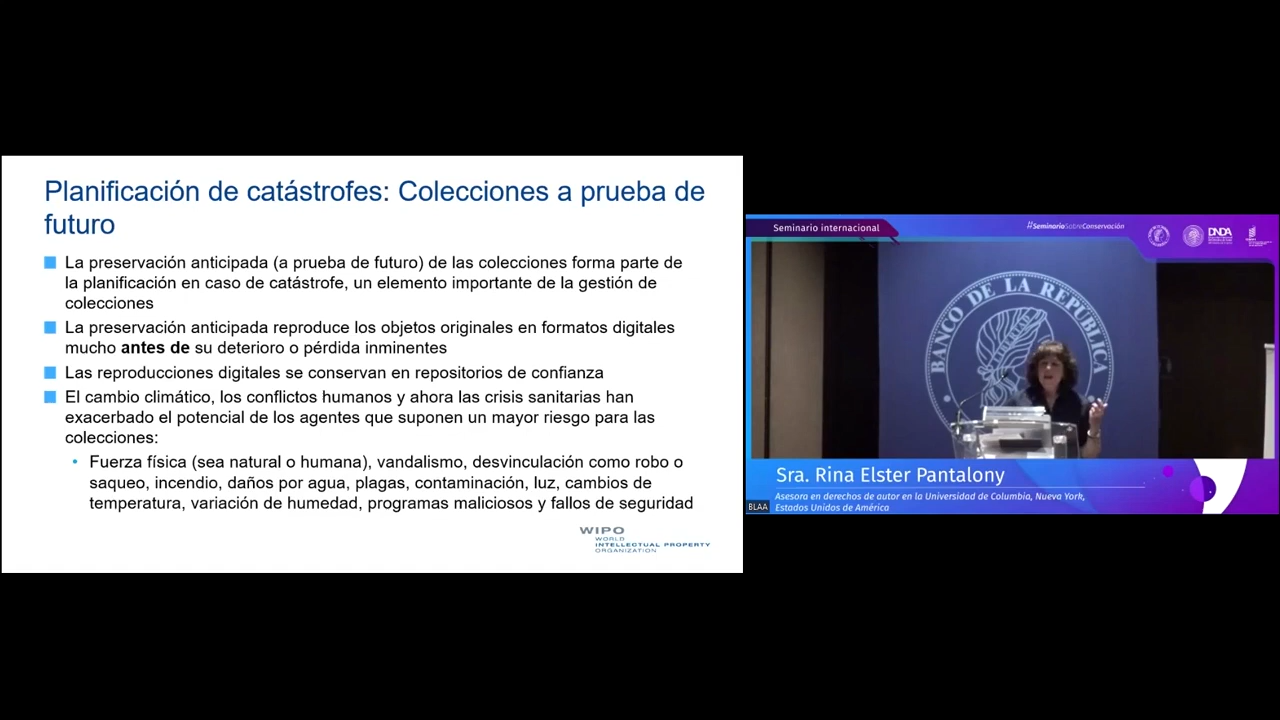 Planificación de catástrofes: Colecciones a prueba de
futuro
La preservación anticipada (a prueba de futuro) de las colecciones forma parte de
la planificación en caso de catástrofe, un elemento importante de la gestión de
colecciones
La preservación anticipada reproduce los objetos originales en formatos digitales
mucho antes de su deterioro o pérdida inminentes
Las reproducciones digitales se conservan en repositorios de confianza
El cambio climático, los conflictos humanos y ahora las crisis sanitarias han
exacerbado el potencial de los agentes que suponen un mayor riesgo para las
colecciones:
Fuerza física (sea natural o humana), vandalismo, desvinculación como robo o
saqueo, incendio, daños por agua, plagas, contaminación, luz, cambios de
temperatura, variación de humedad, programas maliciosos y fallos de seguridad
WIPO
WORLD
INTELLECTUAL PROPERTY
ORGANIZATION
Seminario internacional
#SeminarioSobreConservación
DNDA
BANCO DE LA REPÚBLICA
Sra. Rina Elster Pantalony
Asesora en derechos de autor en la Universidad de Columbia, Nueva York,
Estados Unidos de América
BLAA